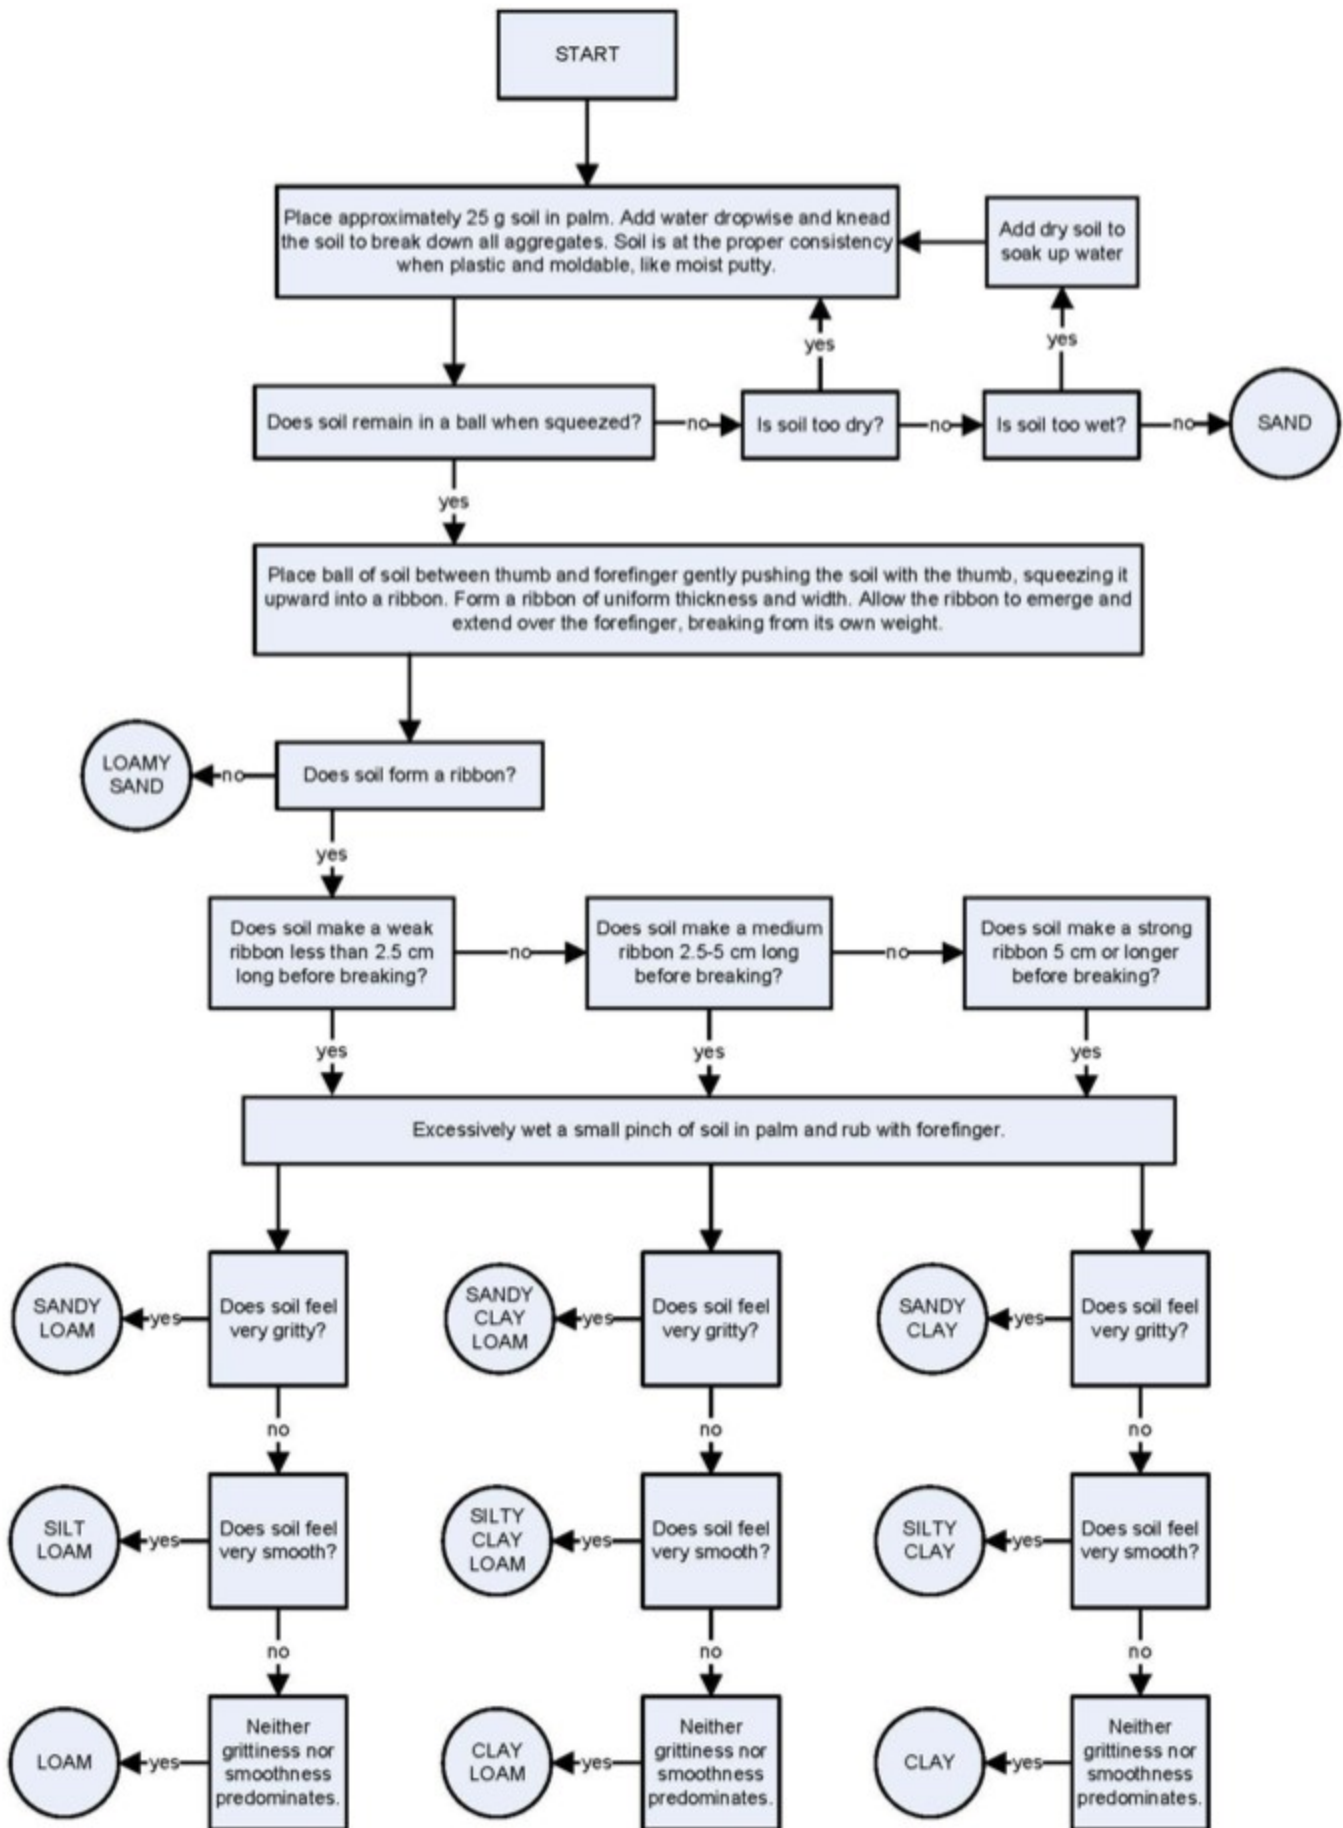 START
Place approximately 25 g soil in palm. Add water dropwise and knead
the soil to break down all aggregates. Soil is at the proper consistency
when plastic and moldable, like moist putty.
Add dry soil to
soak up water
yes
yes
Does soil remain in a ball when squeezed?
no
Is soil too dry?
no
Is soil too wet?
no
SAND
yes
Place ball of soil between thumb and forefinger gently pushing the soil with the thumb, squeezing it
upward into a ribbon. Form a ribbon of uniform thickness and width. Allow the ribbon to emerge and
extend over the forefinger, breaking from its own weight.
LOAMY
SAND
no
Does soil form a ribbon?
yes
Does soil make a weak
ribbon less than 2.5 cm
long before breaking?
no
Does soil make a medium
ribbon 2.5-5 cm long
before breaking?
no
Does soil make a strong
ribbon 5 cm or longer
before breaking?
yes
yes
yes
Excessively wet a small pinch of soil in palm and rub with forefinger.
SANDY
LOAM
yes
Does soil feel
very gritty?
SANDY
CLAY
LOAM
yes
Does soil feel
very gritty?
SANDY
CLAY
yes
Does soil feel
very gritty?
no
no
no
SILT
LOAM
yes
Does soil feel
very smooth?
SILTY
CLAY
LOAM
yes
Does soil feel
very smooth?
SILTY
CLAY
yes
Does soil feel
very smooth?
no
no
no
LOAM
yes
Neither
grittiness nor
smoothness
predominates.
CLAY
LOAM
yes
Neither
grittiness nor
smoothness
predominates.
CLAY
yes
Neither
grittiness nor
smoothness
predominates.